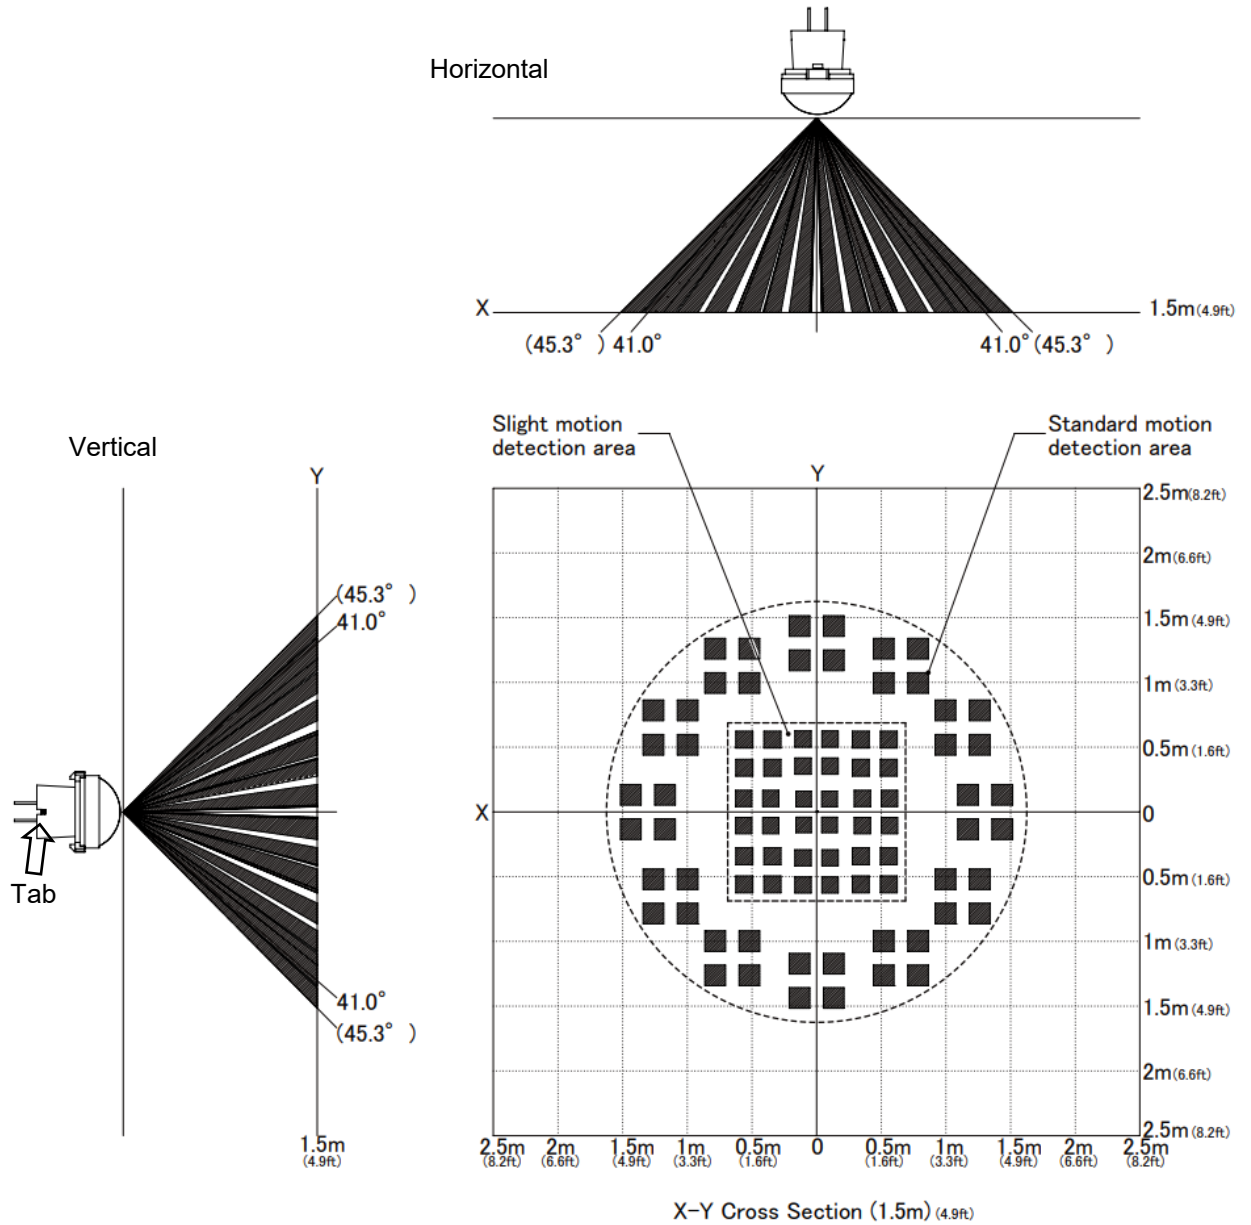 Horizontal
X
1.5m(4.9ft)
(45.3° ) 41.0°
41.0° (45.3° )
Vertical
Y
(45.3° )
41.0°
41.0°
(45.3° )
Tab
1.5m
(4.9ft)
Slight motion
detection area
Standard motion
detection area
Y
X
2.5m(8.2ft)
2m(6.6ft)
1.5m(4.9ft)
1m(3.3ft)
0.5m(1.6ft)
0
0.5m(1.6ft)
1m(3.3ft)
1.5m(4.9ft)
2m(6.6ft)
2.5m(8.2ft)
2.5m 2m 1.5m 1m 0.5m 0 0.5m 1m 1.5m 2m 2.5m
(8.2ft) (6.6ft) (4.9ft) (3.3ft) (1.6ft) (1.6ft) (3.3ft) (4.9ft) (6.6ft) (8.2ft)
X-Y Cross Section (1.5m) (4.9ft)